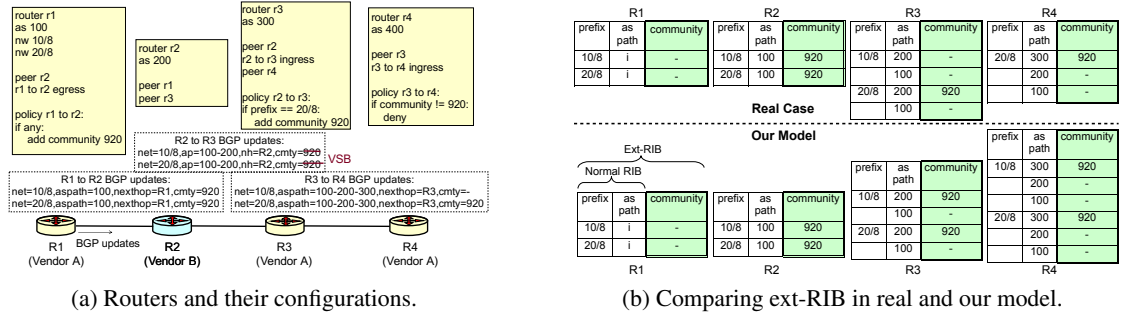 router r1
as 100
nw 10/8
nw 20/8
peer r2
r1 to r2 egress
policy r1 to r2:
if any:
add community 920
router r2
as 200
peer r1
peer r3
router r3
as 300
peer r2
r2 to r3 ingress
peer r4
policy r2 to r3:
if prefix == 20/8:
add community 920
router r4
as 400
peer r3
r3 to r4 ingress
policy r3 to r4:
if community != 920:
deny
R2 to R3 BGP updates:
net=10/8,ap=100-200,nh=R2,cmty=920
net=20/8,ap=100-200,nh=R2,cmty=920
VSB
R1 to R2 BGP updates:
net=10/8,aspath=100,nexthop=R1,cmty=920
net=20/8,aspath=100,nexthop=R1,cmty=920
R3 to R4 BGP updates:
net=10/8,aspath=100-200-300,nexthop=R3,cmty=-
net=20/8,aspath=100-200-300,nexthop=R3,cmty=920
BGP updates
R1
(Vendor A)
R2
(Vendor B)
R3
(Vendor A)
R4
(Vendor A)
(a) Routers and their configurations.
R1
prefix as path community
10/8 i -
20/8 i -
R2
prefix as path community
10/8 100 920
20/8 100 920
R3
prefix as path community
10/8 200 -
100 -
20/8 200 920
100 -
R4
prefix as path community
20/8 300 920
200 -
100 -
Real Case
Our Model
Ext-RIB
Normal RIB
prefix as path community
10/8 i -
20/8 i -
R1
prefix as path community
10/8 100 920
20/8 100 920
R2
prefix as path community
10/8 200 920
100 -
20/8 200 920
100 -
R3
prefix as path community
10/8 300 920
200 -
100 -
20/8 300 920
200 -
100 -
R4
(b) Comparing ext-RIB in real and our model.